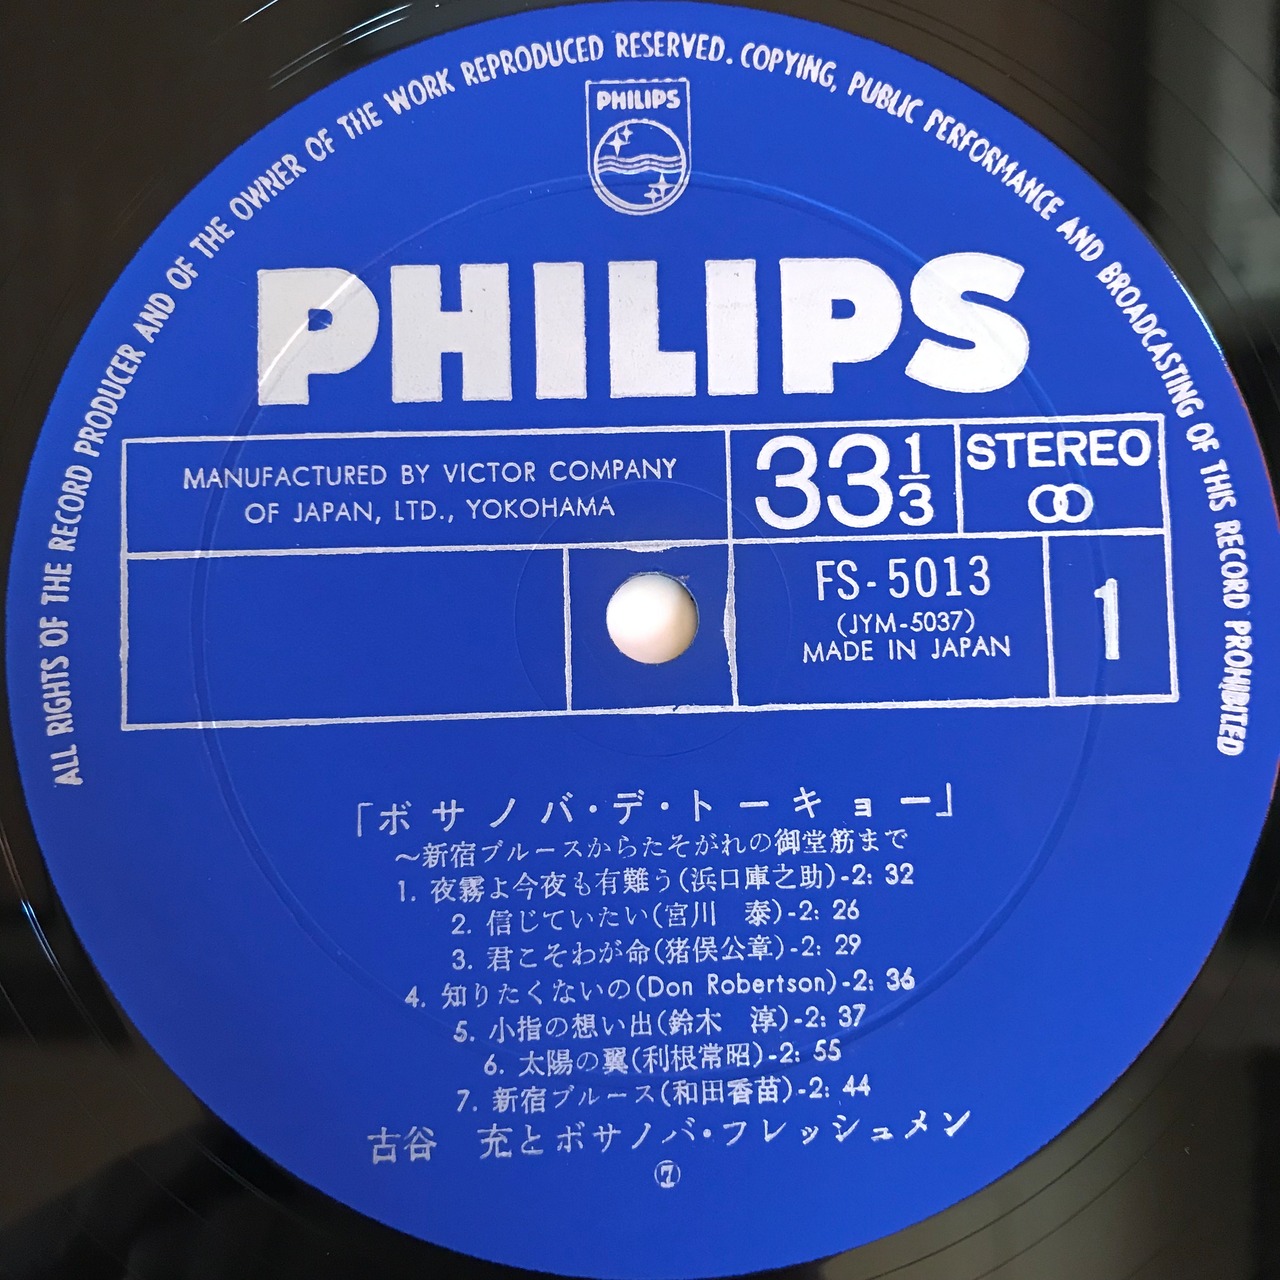 ALL RIGHTS OF THE RECORD PRODUCER AND OF THE OWNER OF THE WORK REPRODUCED RESERVED. COPYING, PUBLIC PERFORMANCE AND BROADCASTING OF THIS RECORD PROHIBITED
PHILIPS
PHILIPS
MANUFACTURED BY VICTOR COMPANY
OF JAPAN, LTD., YOKOHAMA
33 1/3
STEREO
FS-5013
(JYM-5037)
MADE IN JAPAN
1
「ボサノバ・デ・トーキョー」
～新宿ブルースからたそがれの御堂筋まで
1. 夜霧よ今夜も有難う(浜口庫之助)-2: 32
2. 信じていたい(宮川　泰)-2: 26
3. 君こそわが命(猪俣公章)-2: 29
4. 知りたくないの(Don Robertson)-2: 36
5. 小指の想い出(鈴木　淳)-2: 37
6. 太陽の翼(利根常昭)-2: 55
7. 新宿ブルース(和田香苗)-2: 44
古谷　充とボサノバ・フレッシュメン
⑦